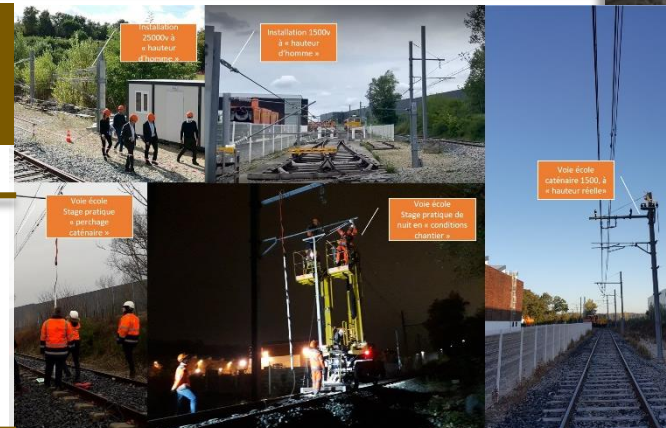 Installation
25000v à
« hauteur
d'homme »
Installation 1500v
à « hauteur
d'homme »
Voie école
caténaire 1500, à
« hauteur réelle»
Voie école
Stage pratique
« perchage
caténaire »
Voie école
Stage pratique de
nuit en « conditions
chantier »